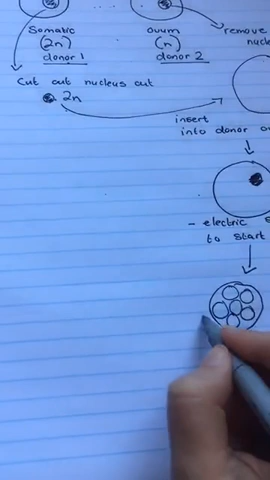 Somatic
(2n)
donor 1
ovum
(n)
donor 2
remove
Cut out nucleus out
2n
insert
into donor
- electric
to start